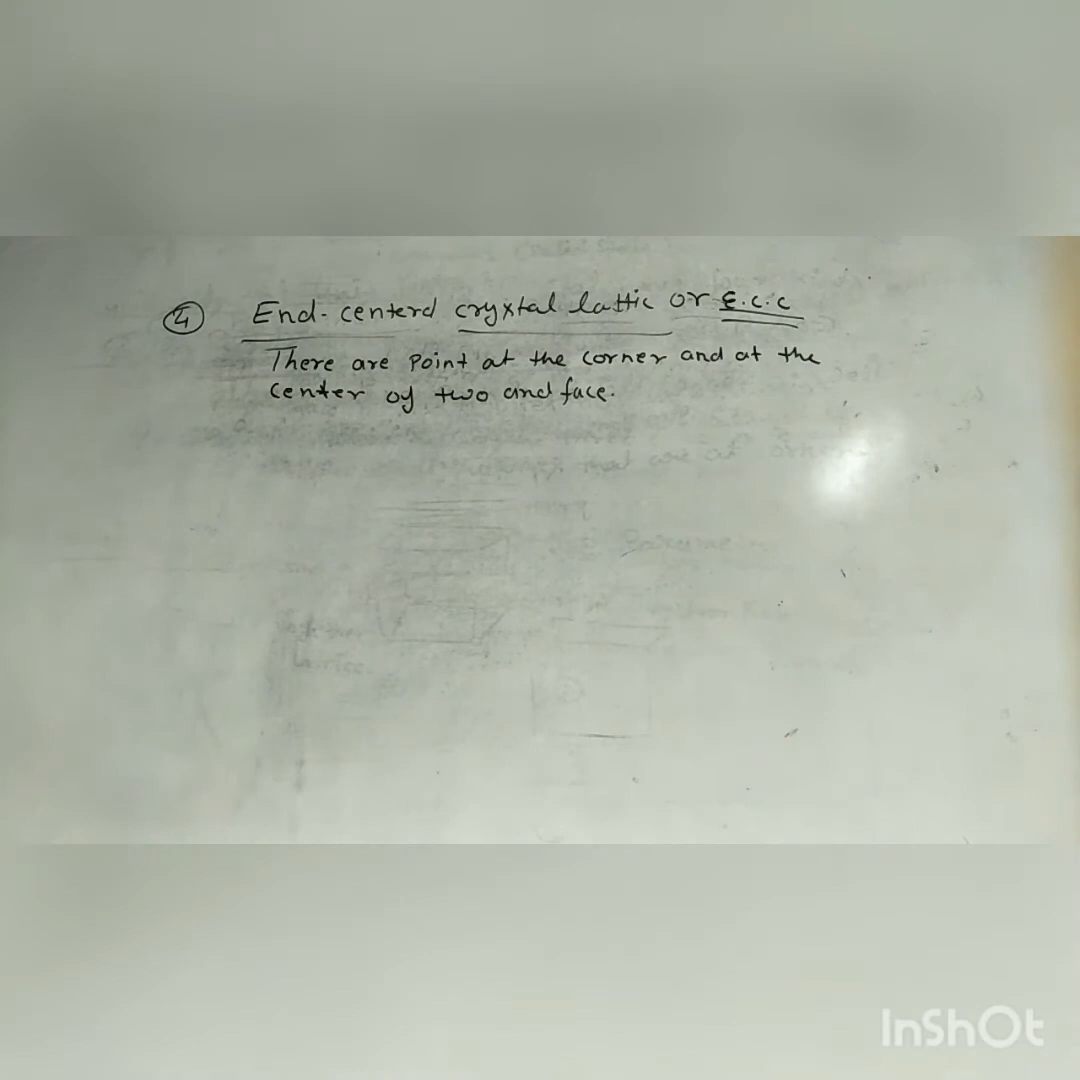 ④ End-centerd cryxtal lattic or E.C.C
There are point at the corner and at the
center of two and face.
InShOt